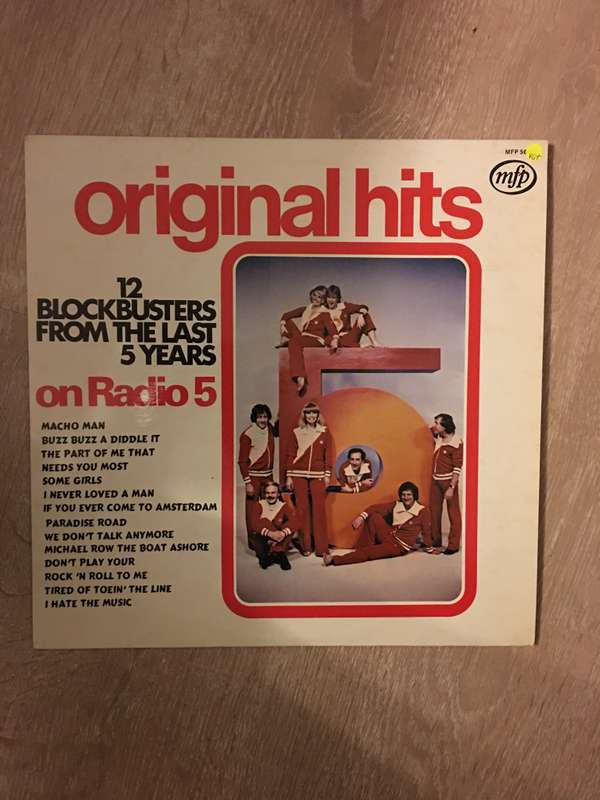 MFP 56
mfp
original hits
12
BLOCKBUSTERS
FROM THE LAST
5 YEARS
on Radio 5
MACHO MAN
BUZZ BUZZ A DIDDLE IT
THE PART OF ME THAT
NEEDS YOU MOST
SOME GIRLS
I NEVER LOVED A MAN
IF YOU EVER COME TO AMSTERDAM
PARADISE ROAD
WE DON'T TALK ANYMORE
MICHAEL ROW THE BOAT ASHORE
DON'T PLAY YOUR
ROCK 'N ROLL TO ME
TIRED OF TOEIN' THE LINE
I HATE THE MUSIC
5